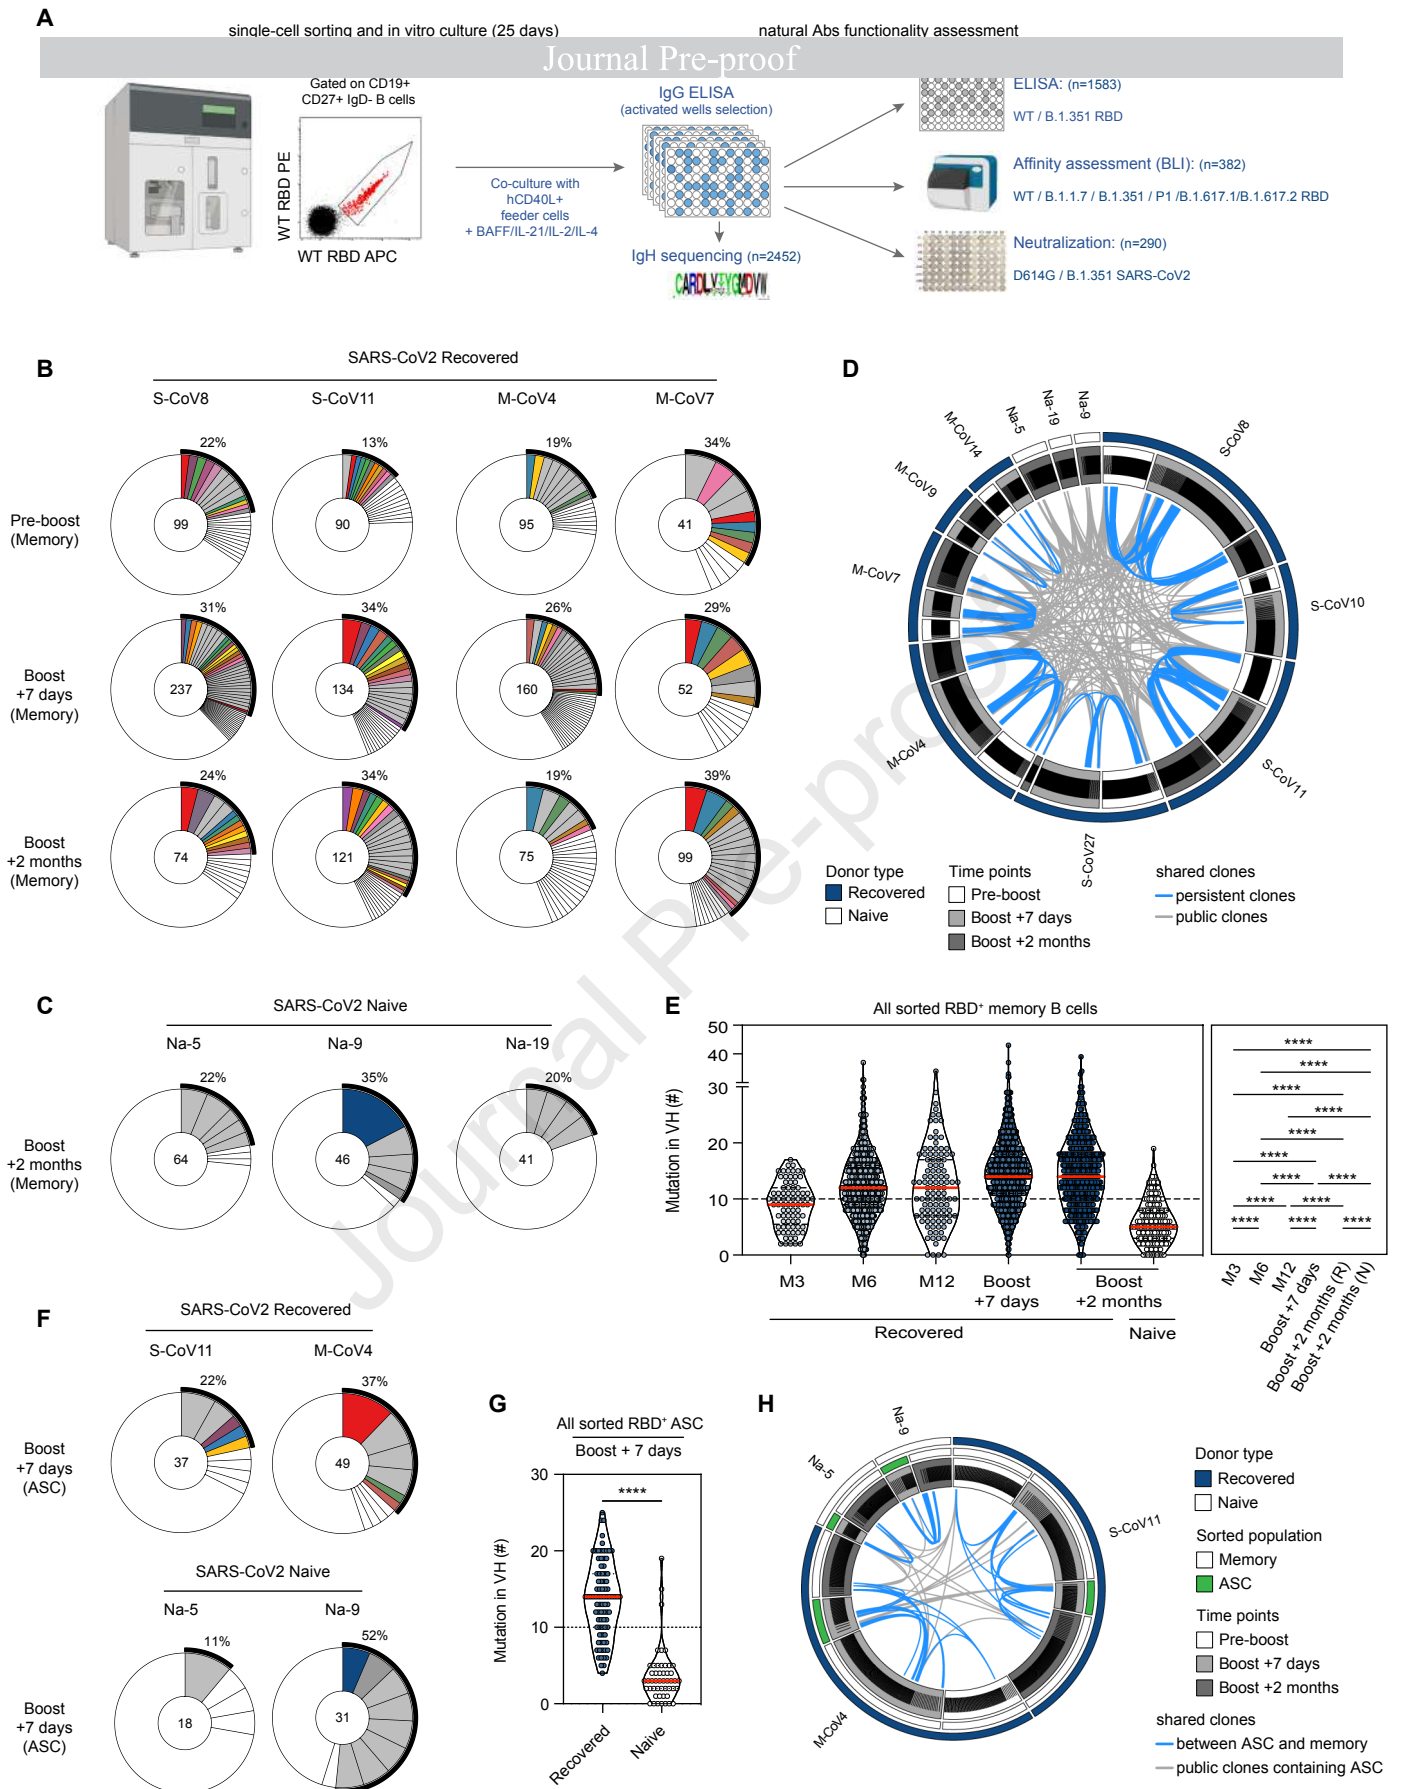 A
single-cell sorting and in vitro culture (25 days)
natural Abs functionality assessment
Journal Pre-proof
Gated on CD19+
CD27+ IgD- B cells
WT RBD PE
WT RBD APC
Co-culture with
hCD40L+
feeder cells
+ BAFF/IL-21/IL-2/IL-4
IgG ELISA
(activated wells selection)
IgH sequencing (n=2452)
ELISA: (n=1583)
WT / B.1.351 RBD
Affinity assessment (BLI): (n=382)
WT / B.1.1.7 / B.1.351 / P1 /B.1.617.1/B.1.617.2 RBD
Neutralization: (n=290)
D614G / B.1.351 SARS-CoV2
B
SARS-CoV2 Recovered
S-CoV8
S-CoV11
M-CoV4
M-CoV7
Pre-boost
(Memory)
22%
99
13%
90
19%
95
34%
41
Boost
+7 days
(Memory)
31%
237
34%
134
26%
160
29%
52
Boost
+2 months
(Memory)
24%
74
34%
121
19%
75
39%
99
D
S-CoV8
S-CoV10
S-CoV11
S-CoV27
M-CoV4
M-CoV7
M-CoV9
M-CoV14
Na-5
Na-19
Na-9
Donor type
Recovered
Naive
Time points
Pre-boost
Boost +7 days
Boost +2 months
shared clones
persistent clones
public clones
Journal Pre-proof
C
SARS-CoV2 Naive
Na-5
Na-9
Na-19
Boost
+2 months
(Memory)
22%
64
35%
46
20%
41
E
All sorted RBD+ memory B cells
Mutation in VH (#)
50
40
30
20
10
0
M3
M6
M12
Boost
+7 days
Boost
+2 months
Recovered
Naive
****
****
****
****
****
****
**** ****
**** ****
**** **** ****
M3
M6
M12
Boost +7 days
Boost +2 months (R)
Boost +2 months (N)
F
SARS-CoV2 Recovered
S-CoV11
M-CoV4
Boost
+7 days
(ASC)
22%
37
37%
49
SARS-CoV2 Naive
Na-5
Na-9
Boost
+7 days
(ASC)
11%
18
52%
31
G
All sorted RBD+ ASC
Boost + 7 days
Mutation in VH (#)
30
20
10
0
****
Recovered
Naive
H
Na-9
Na-5
S-CoV11
M-CoV4
Donor type
Recovered
Naive
Sorted population
Memory
ASC
Time points
Pre-boost
Boost +7 days
Boost +2 months
shared clones
between ASC and memory
public clones containing ASC